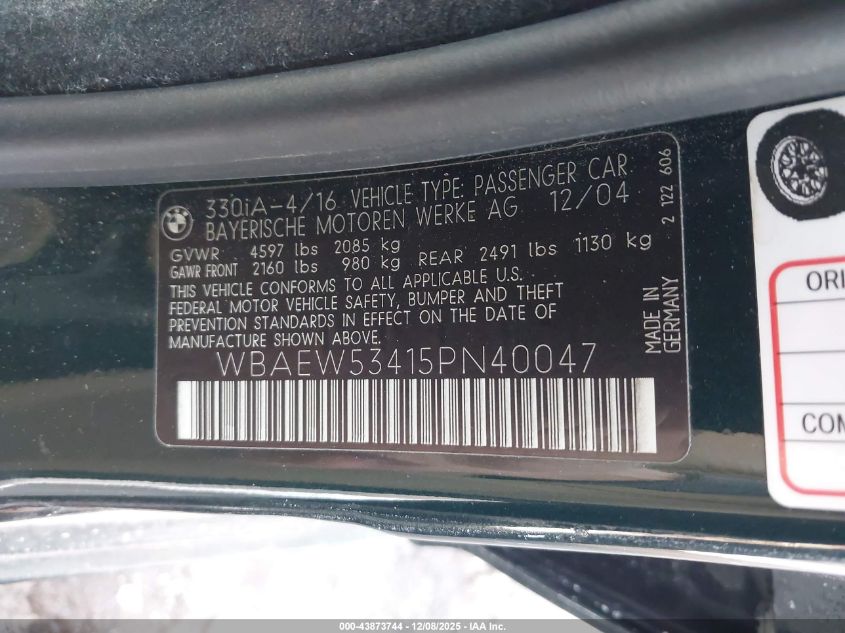 BMW
330iA-4/16 VEHICLE TYPE: PASSENGER CAR
BAYERISCHE MOTOREN WERKE AG 12/04
GVWR 4597 lbs 2085 kg
GAWR FRONT 2160 lbs 980 kg REAR 2491 lbs 1130 kg
THIS VEHICLE CONFORMS TO ALL APPLICABLE U.S.
FEDERAL MOTOR VEHICLE SAFETY, BUMPER AND THEFT
PREVENTION STANDARDS IN EFFECT ON THE DATE OF
MANUFACTURE SHOWN ABOVE.
WBAEW53415PN40047
MADE IN
GERMANY
2 122 606
ORI
COM
000-43873744 - 12/08/2025 - IAA Inc.